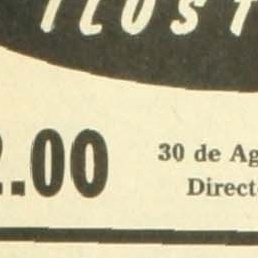 ILUST
2.00
30 de Ag
Direct